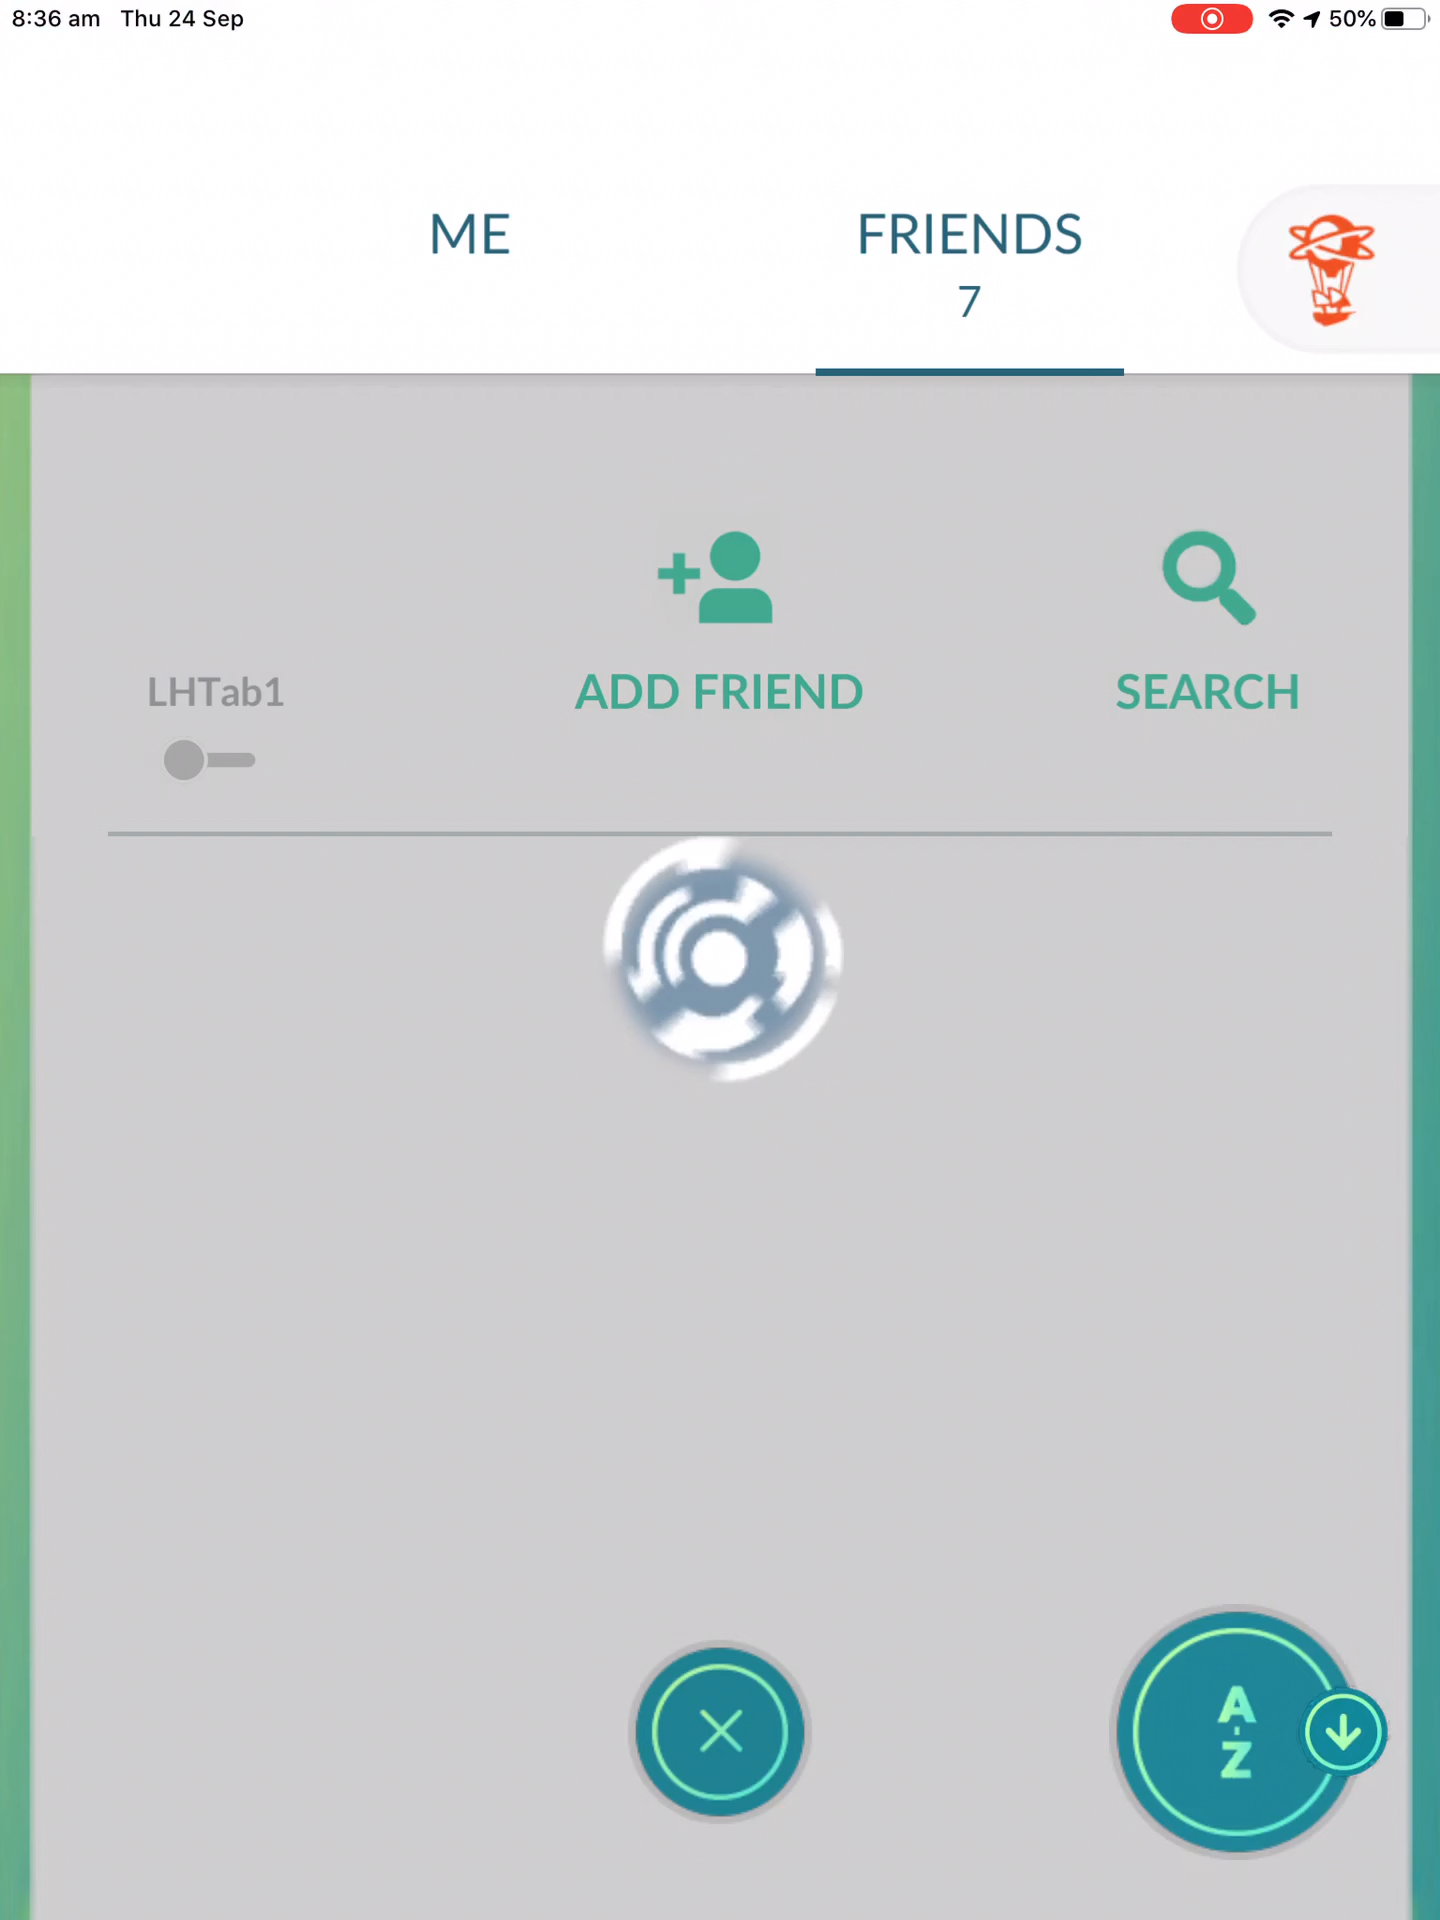 8:36 am Thu 24 Sep 50%
ME
FRIENDS
7
LHTab1
ADD FRIEND
SEARCH
A-Z